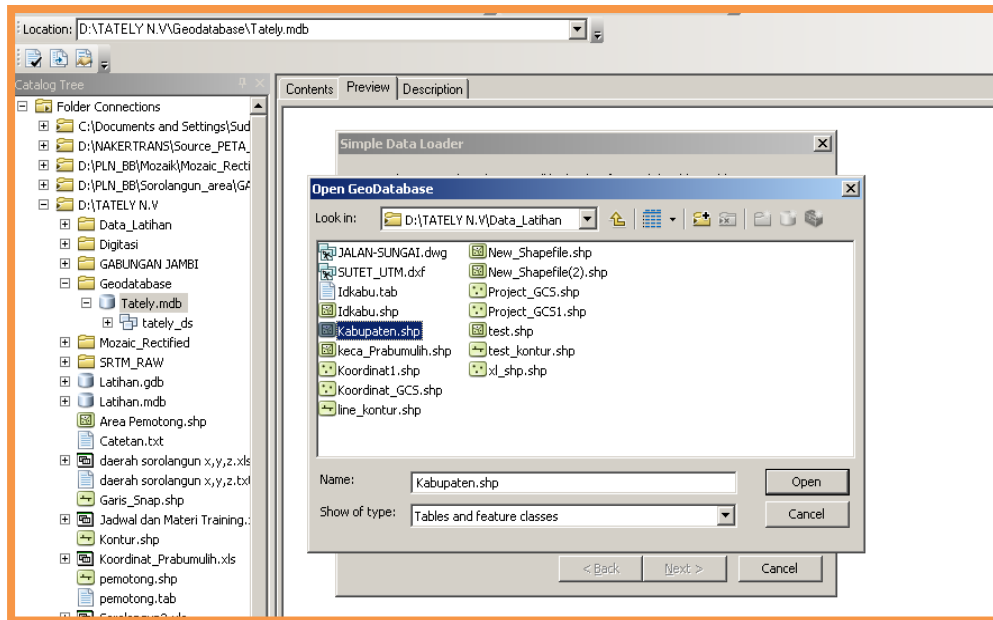 Location: D:\TATELY N.V\Geodatabase\Tately.mdb
Catalog Tree
Folder Connections
C:\Documents and Settings\Sud
D:\NAKERTRANS\Source_PETA_
D:\PLN_BB\Mozaik\Mozaic_Recti
D:\PLN_BB\Sorolangun_area\GA
D:\TATELY N.V
Data_Latihan
Digitasi
GABUNGAN JAMBI
Geodatabase
Tately.mdb
tately_ds
Mozaic_Rectified
SRTM_RAW
Latihan.gdb
Latihan.mdb
Area Pemotong.shp
Catetan.txt
daerah sorolangun x,y,z.xls
daerah sorolangun x,y,z.txt
Garis_Snap.shp
Jadwal dan Materi Training.
Kontur.shp
Koordinat_Prabumulih.xls
pemotong.shp
pemotong.tab
Contents Preview Description
Simple Data Loader
Open GeoDatabase
Look in: D:\TATELY N.V\Data_Latihan
JALAN-SUNGAI.dwg
SUTET_UTM.dxf
Idkabu.tab
Idkabu.shp
Kabupaten.shp
keca_Prabumulih.shp
Koordinat1.shp
Koordinat_GCS.shp
line_kontur.shp
New_Shapefile.shp
New_Shapefile(2).shp
Project_GCS.shp
Project_GCS1.shp
test.shp
test_kontur.shp
xl_shp.shp
Name: Kabupaten.shp Open
Show of type: Tables and feature classes Cancel
< Back Next > Cancel